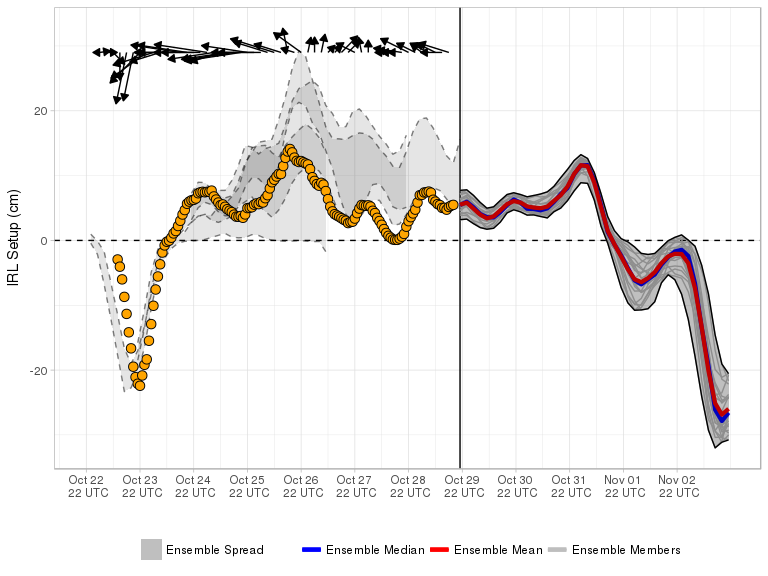 IRL Setup (cm)
20
0
-20
Oct 22 Oct 23 Oct 24 Oct 25 Oct 26 Oct 27 Oct 28 Oct 29 Oct 30 Oct 31 Nov 01 Nov 02
22 UTC 22 UTC 22 UTC 22 UTC 22 UTC 22 UTC 22 UTC 22 UTC 22 UTC 22 UTC 22 UTC 22 UTC
Ensemble Spread Ensemble Median Ensemble Mean Ensemble Members